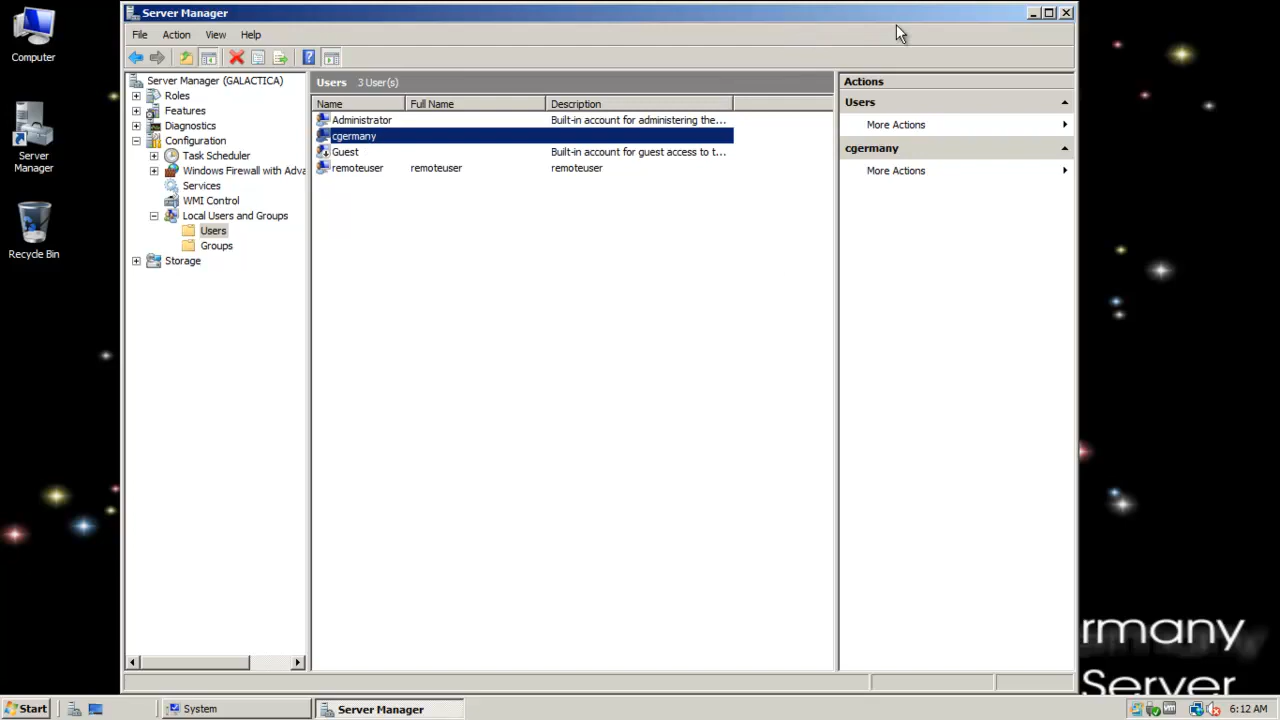 Server Manager
File Action View Help
Computer
Server
Manager
Recycle Bin
Server Manager (GALACTICA)
Roles
Features
Diagnostics
Configuration
Task Scheduler
Windows Firewall with Adva
Services
WMI Control
Local Users and Groups
Users
Groups
Storage
Users 3 User(s)
Name Full Name Description
Administrator Built-in account for administering the...
cgermany
Guest Built-in account for guest access to t...
remoteuser remoteuser remoteuser
Actions
Users
More Actions
cgermany
More Actions
rmany
Server
Start System Server Manager 6:12 AM